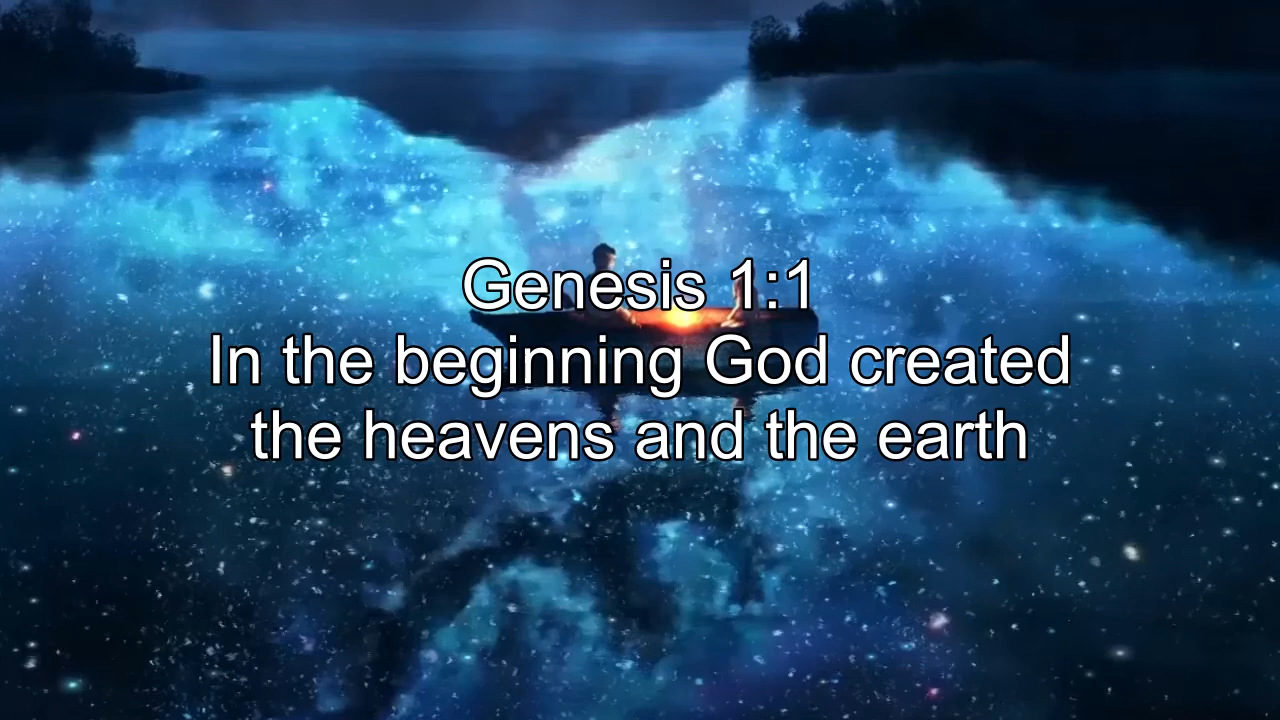 Genesis 1:1
In the beginning God created
the heavens and the earth